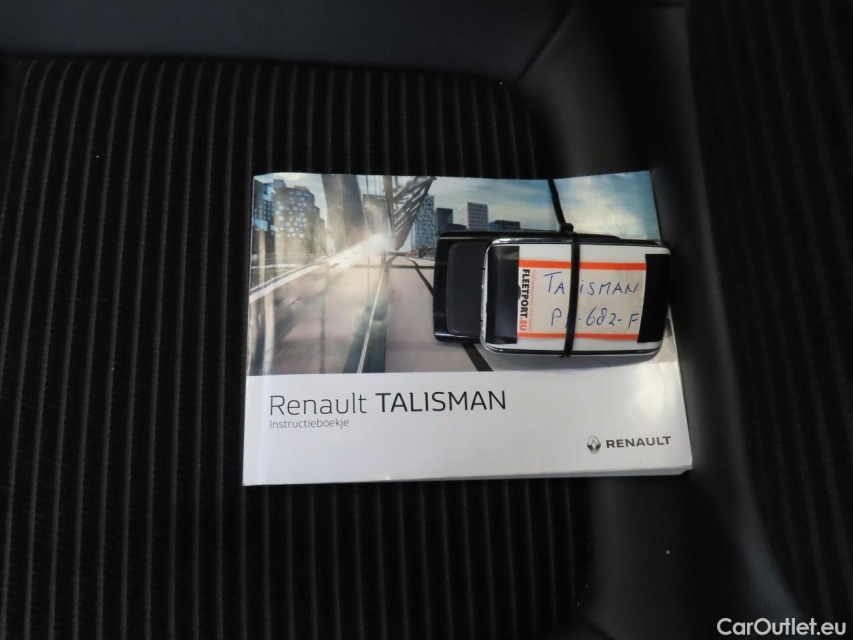 FLEETPORT.EU
TALISMAN
-682-F
Renault TALISMAN
Instructieboekje
RENAULT
CarOutlet.eu